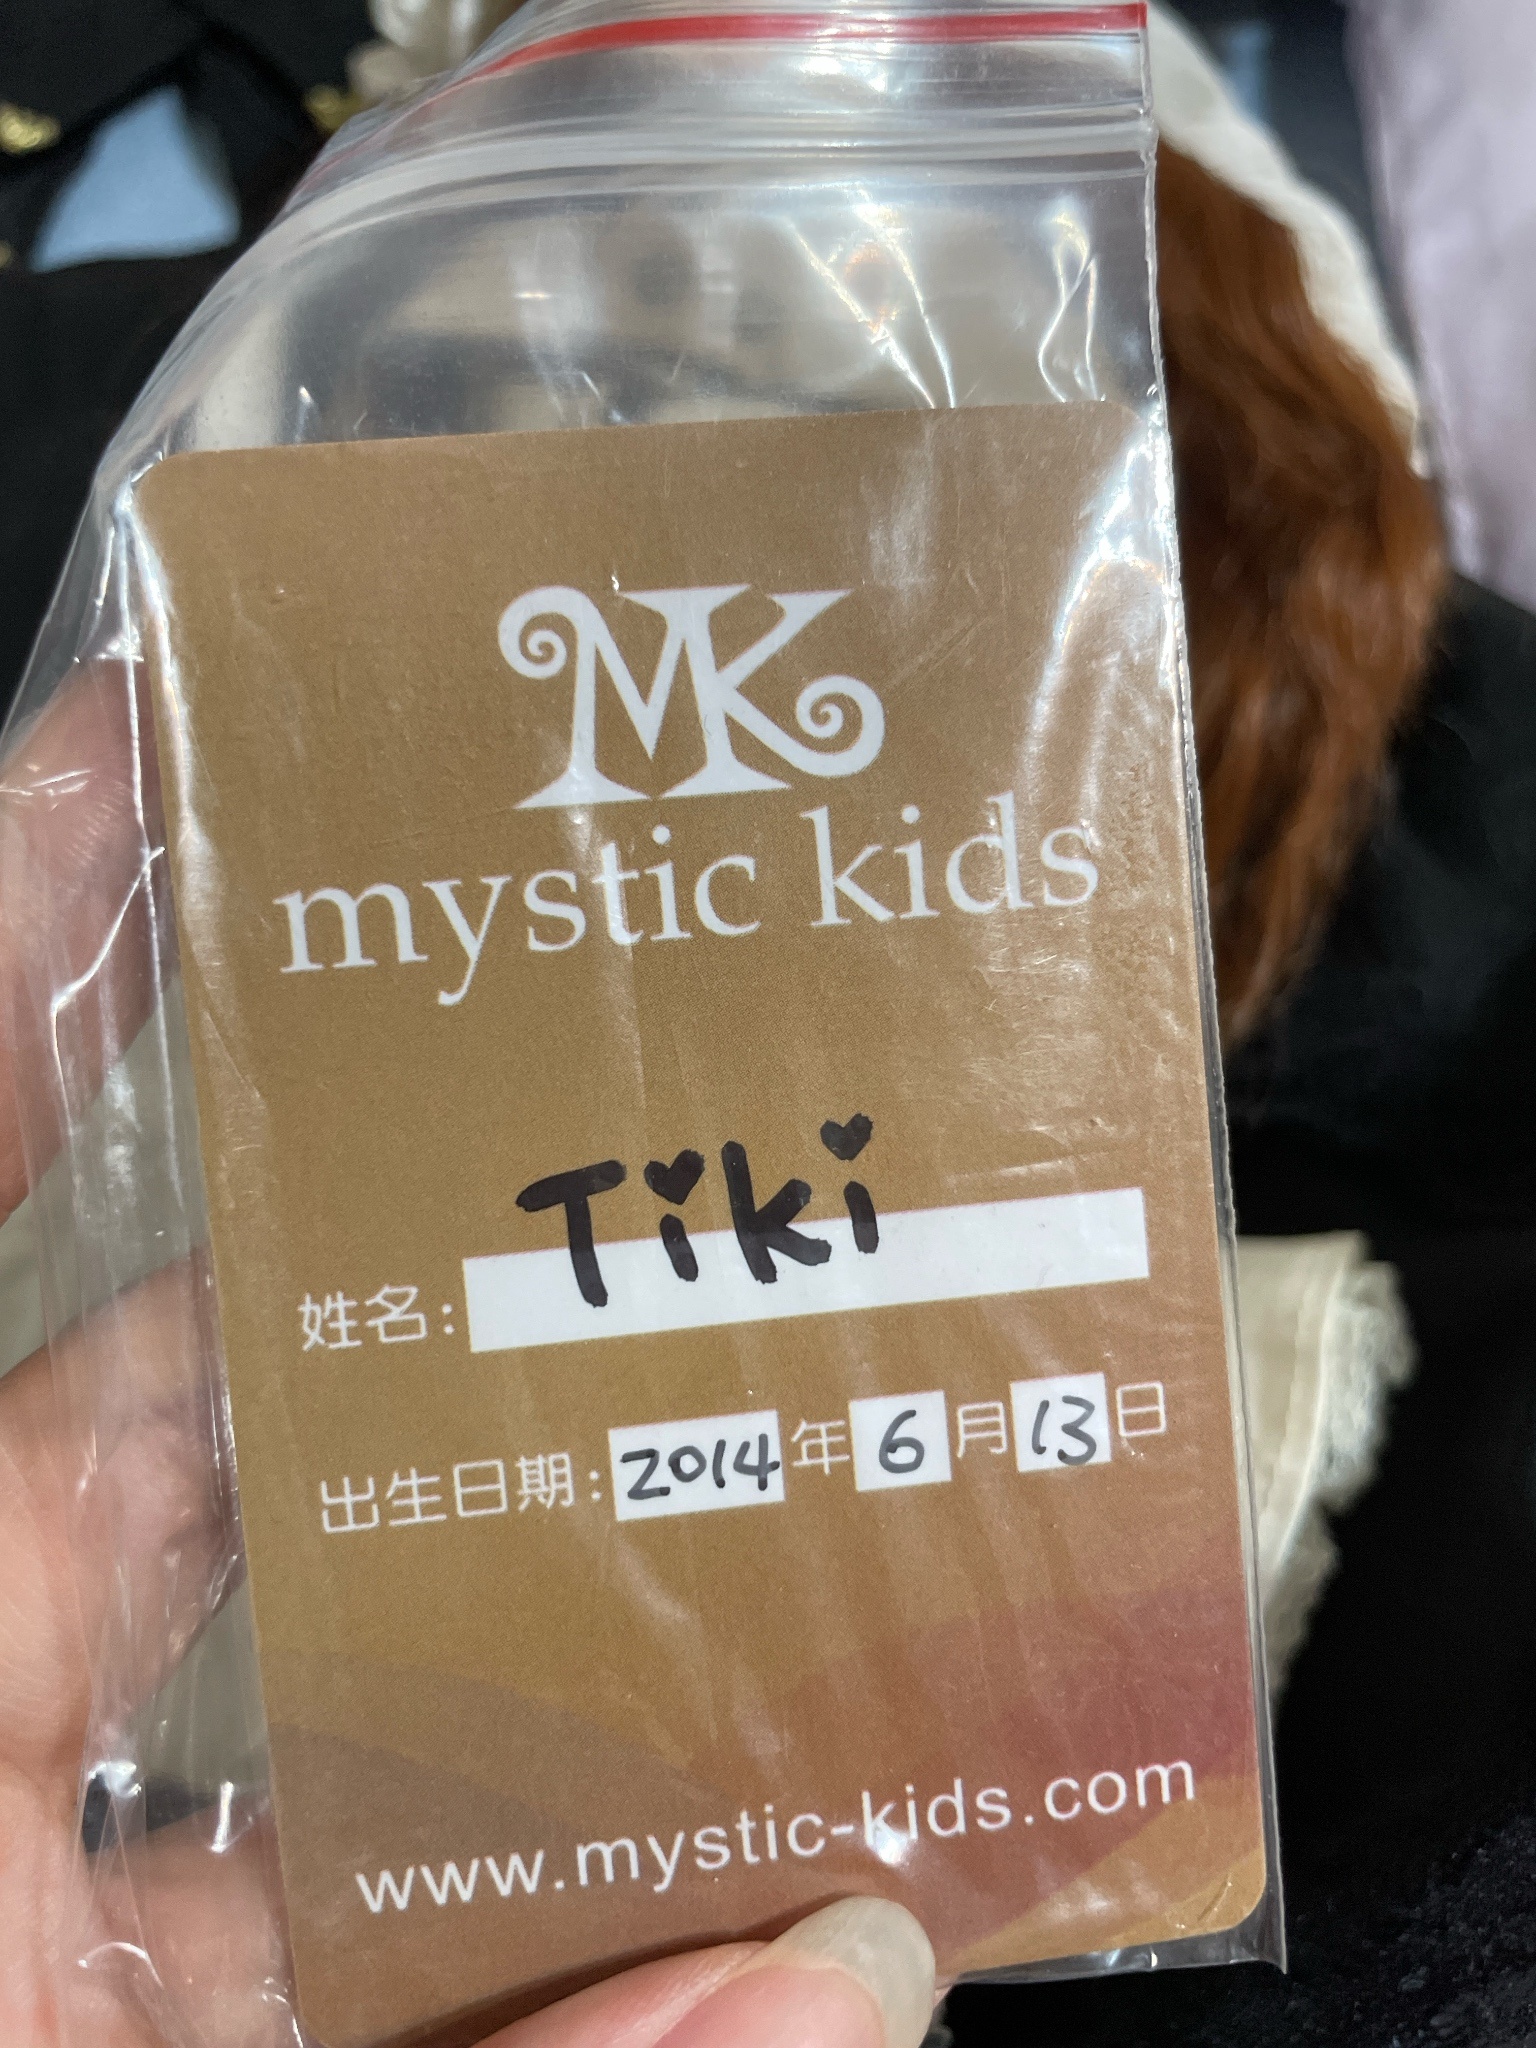 MK
mystic kids
姓名: Tiki
出生日期: 2014 年 6 月 13 日
www.mystic-kids.com